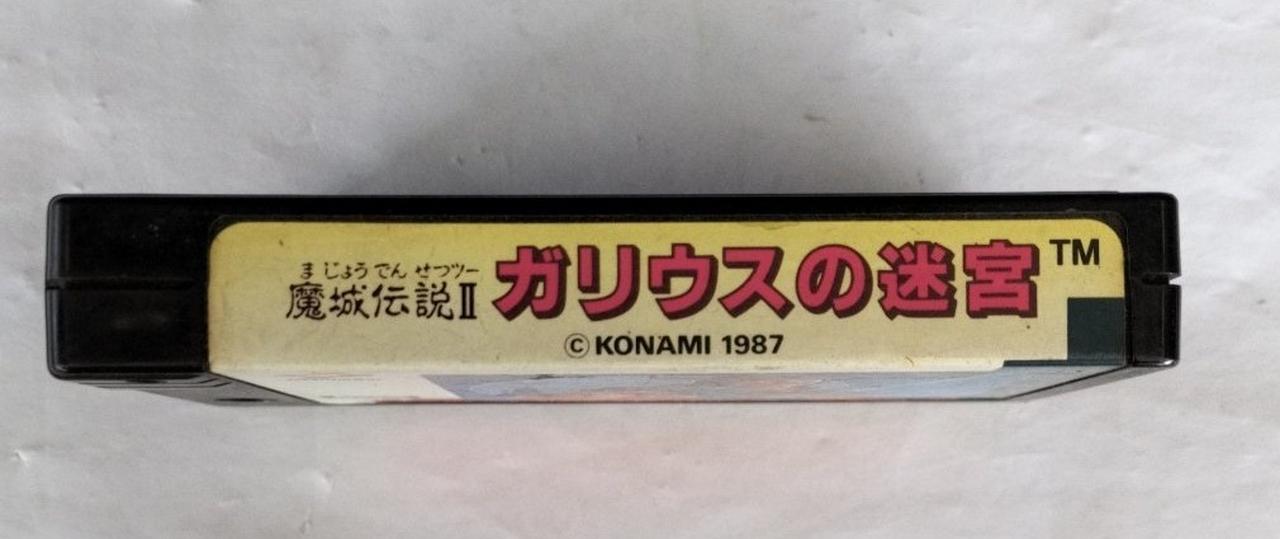 まじょうでんせつツー
魔城伝説II ガリウスの迷宮 TM
© KONAMI 1987